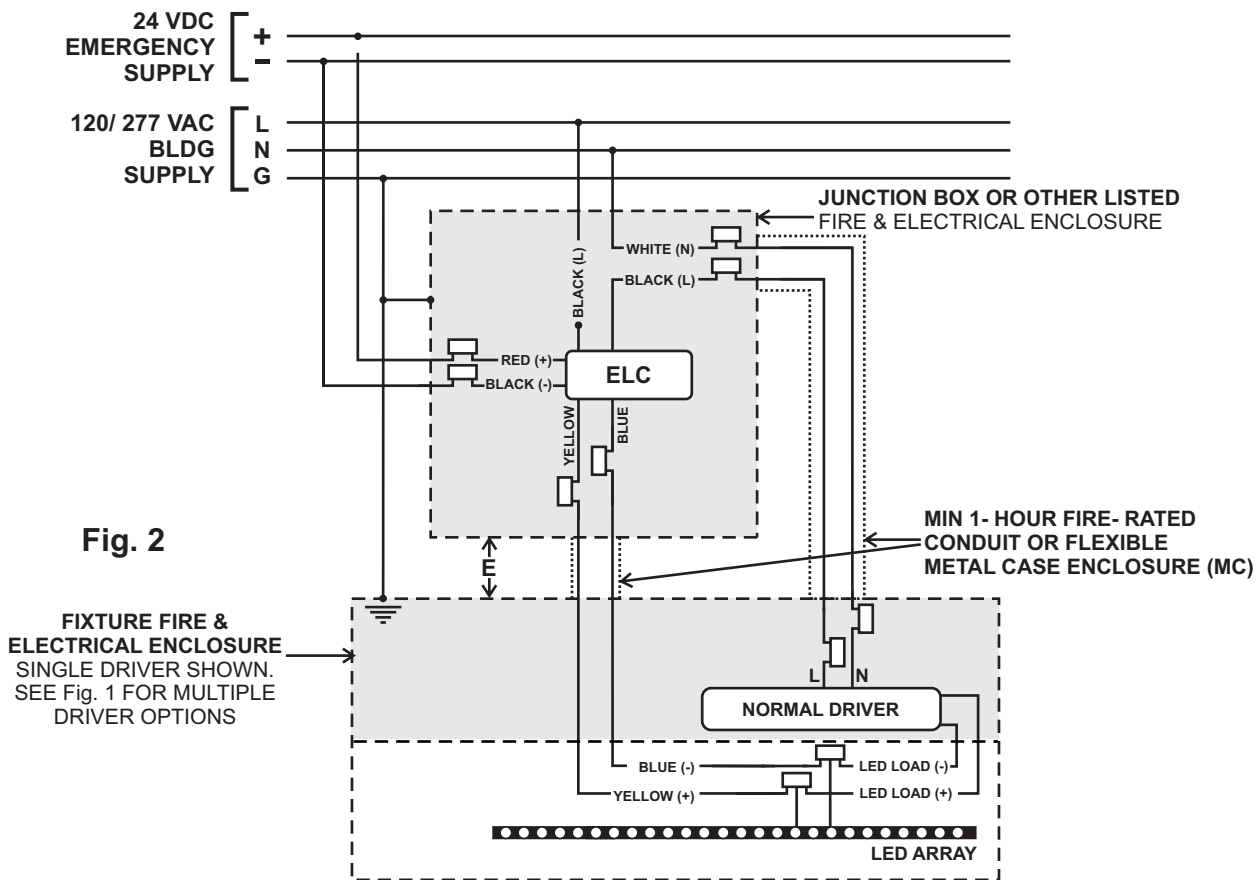 24 VDC
EMERGENCY
SUPPLY
+
-
120/ 277 VAC
BLDG
SUPPLY
L
N
G
JUNCTION BOX OR OTHER LISTED
FIRE & ELECTRICAL ENCLOSURE
WHITE (N)
BLACK (L)
BLACK (L)
RED (+)
BLACK (-)
ELC
YELLOW
BLUE
Fig. 2
E
MIN 1- HOUR FIRE- RATED
CONDUIT OR FLEXIBLE
METAL CASE ENCLOSURE (MC)
FIXTURE FIRE &
ELECTRICAL ENCLOSURE
SINGLE DRIVER SHOWN.
SEE Fig. 1 FOR MULTIPLE
DRIVER OPTIONS
L
N
NORMAL DRIVER
BLUE (-)
LED LOAD (-)
YELLOW (+)
LED LOAD (+)
LED ARRAY